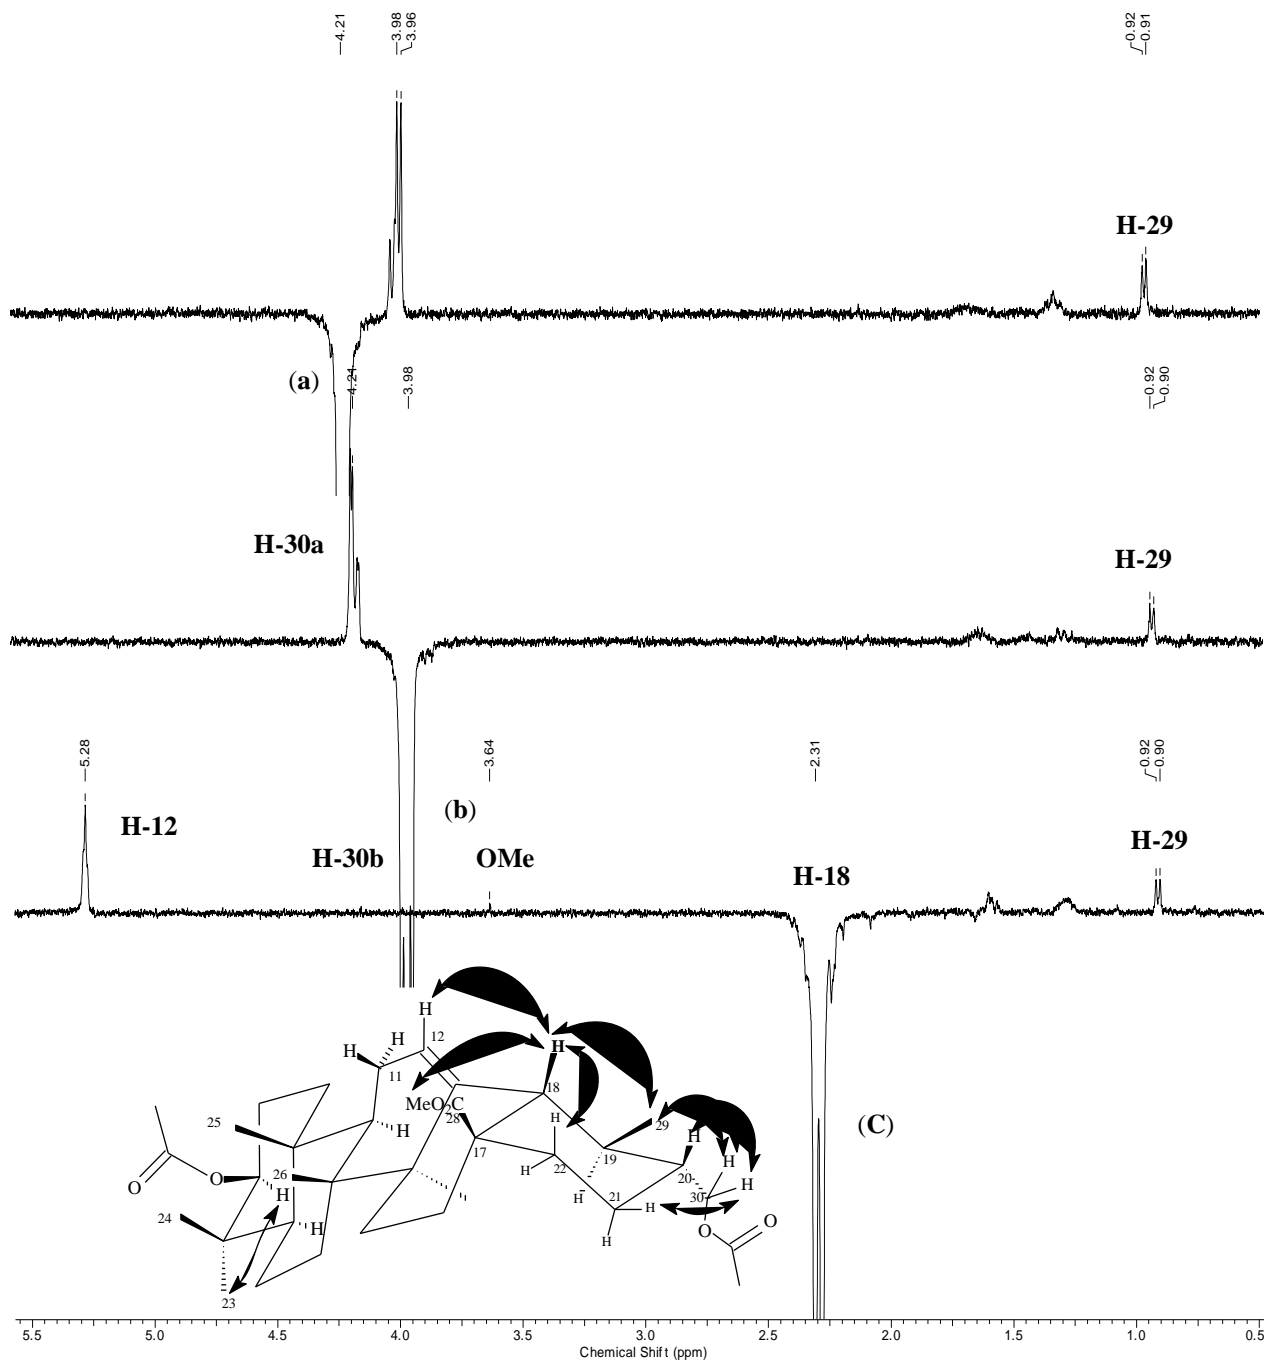 4.21
3.98
3.96
0.92
0.91
H-29
(a)
4.21
3.98
0.92
0.90
H-30a
H-29
5.28
3.64
2.31
0.92
0.90
(b)
H-12
H-30b
OMe
H-29
H-18
H
12
H
H
H
11
18
MeO2C
28
29
(C)
25
H
H
H
17
H
19
22
H
20
H
26
H
21
30
H
O
H
O
H
H
O
24
H
O
23
5.5 5.0 4.5 4.0 3.5 3.0 2.5 2.0 1.5 1.0 0.5
Chemical Shift (ppm)